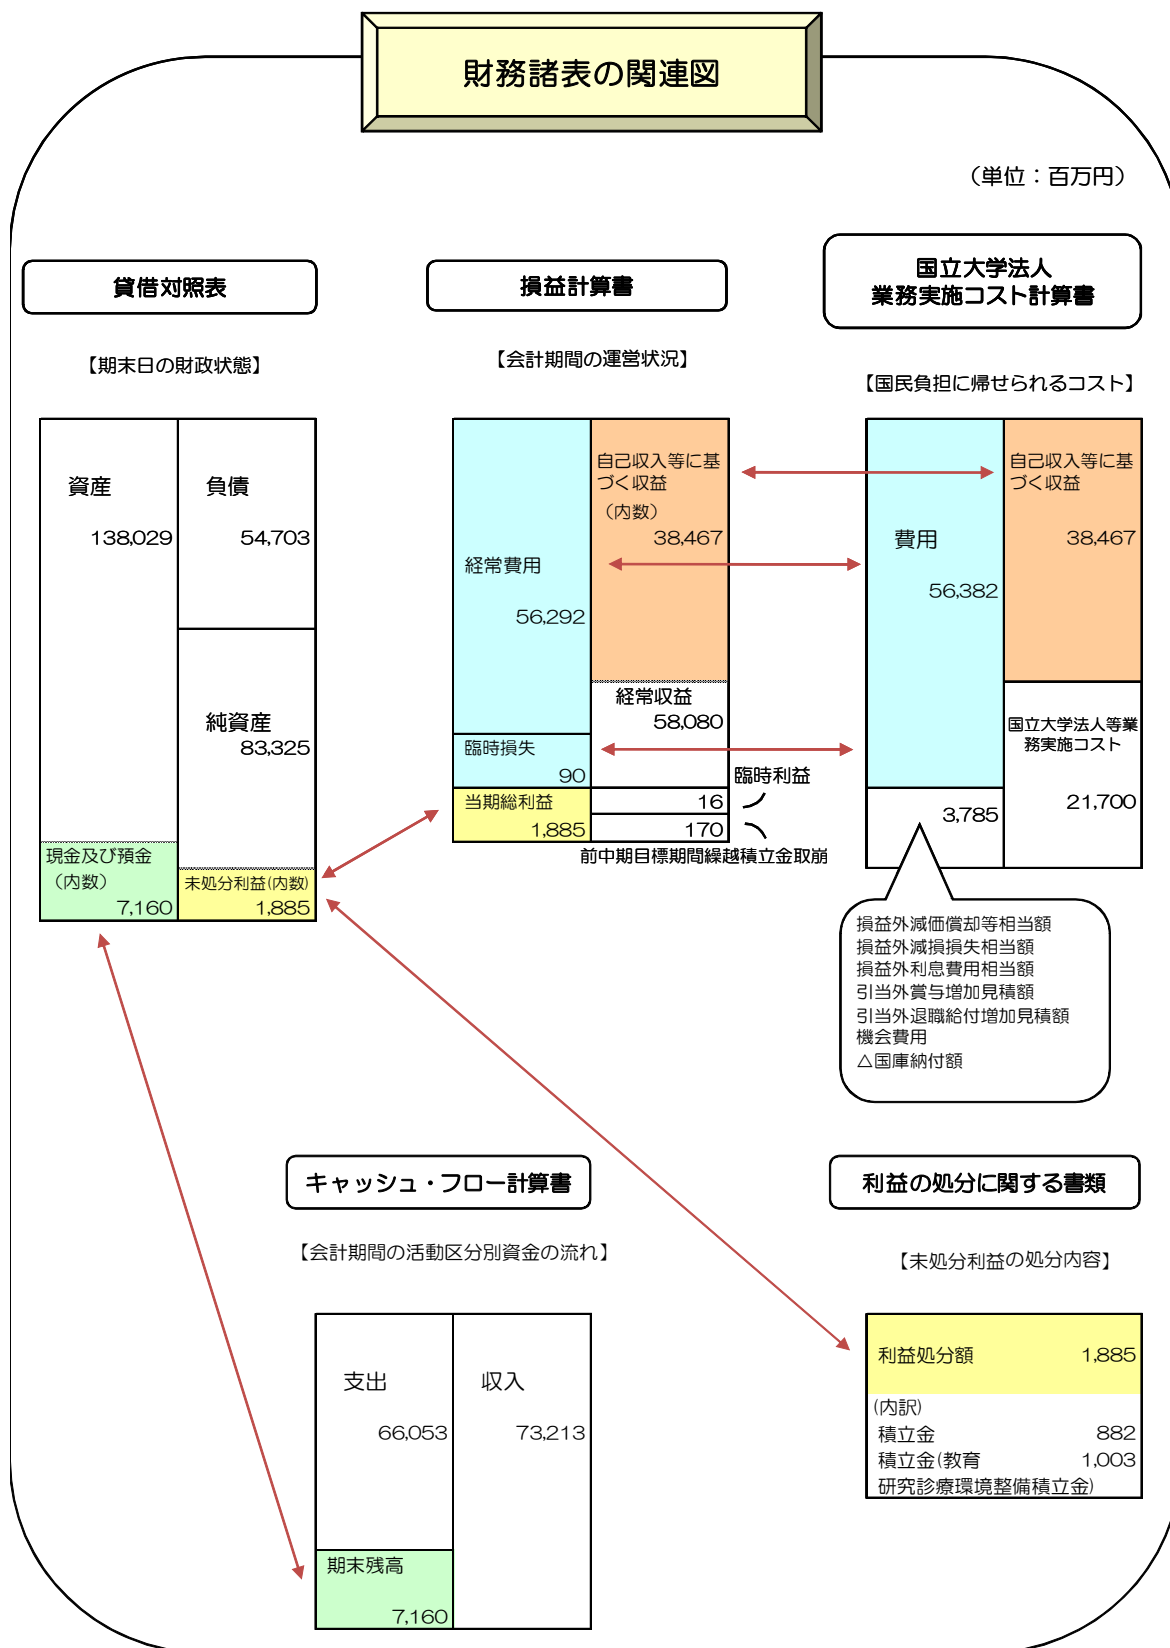 財務諸表の関連図
（単位：百万円）
貸借対照表
【期末日の財政状態】
資産
138,029
負債
54,703
純資産
83,325
現金及び預金
（内数）
7,160
未処分利益(内数)
1,885
損益計算書
【会計期間の運営状況】
経常費用
56,292
臨時損失
90
当期総利益
1,885
自己収入等に基
づく収益
（内数）
38,467
経常収益
58,080
臨時利益
16
170
前中期目標期間繰越積立金取崩
国立大学法人
業務実施コスト計算書
【国民負担に帰せられるコスト】
費用
56,382
3,785
自己収入等に基
づく収益
38,467
国立大学法人等業
務実施コスト
21,700
損益外減価償却等相当額
損益外減損損失相当額
損益外利息費用相当額
引当外賞与増加見積額
引当外退職給付増加見積額
機会費用
△国庫納付額
キャッシュ・フロー計算書
【会計期間の活動区分別資金の流れ】
支出
66,053
収入
73,213
期末残高
7,160
利益の処分に関する書類
【未処分利益の処分内容】
利益処分額 1,885
(内訳)
積立金 882
積立金(教育 1,003
研究診療環境整備積立金)